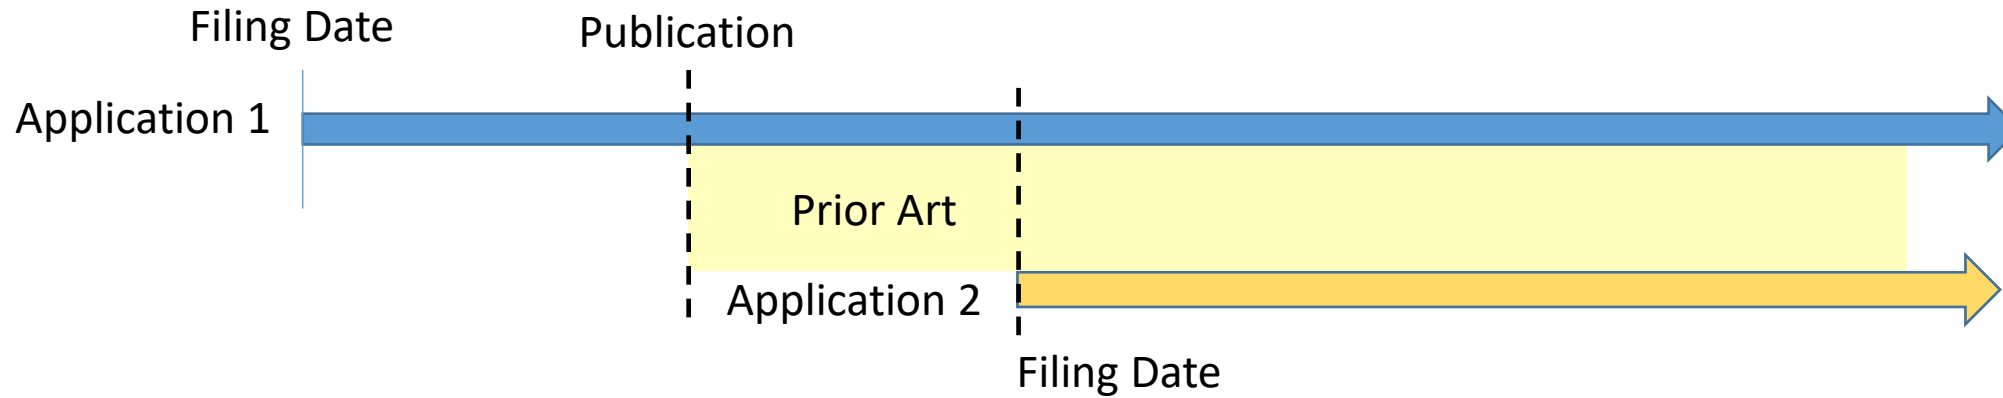 Filing Date
Publication
Application 1
Prior Art
Application 2
Filing Date